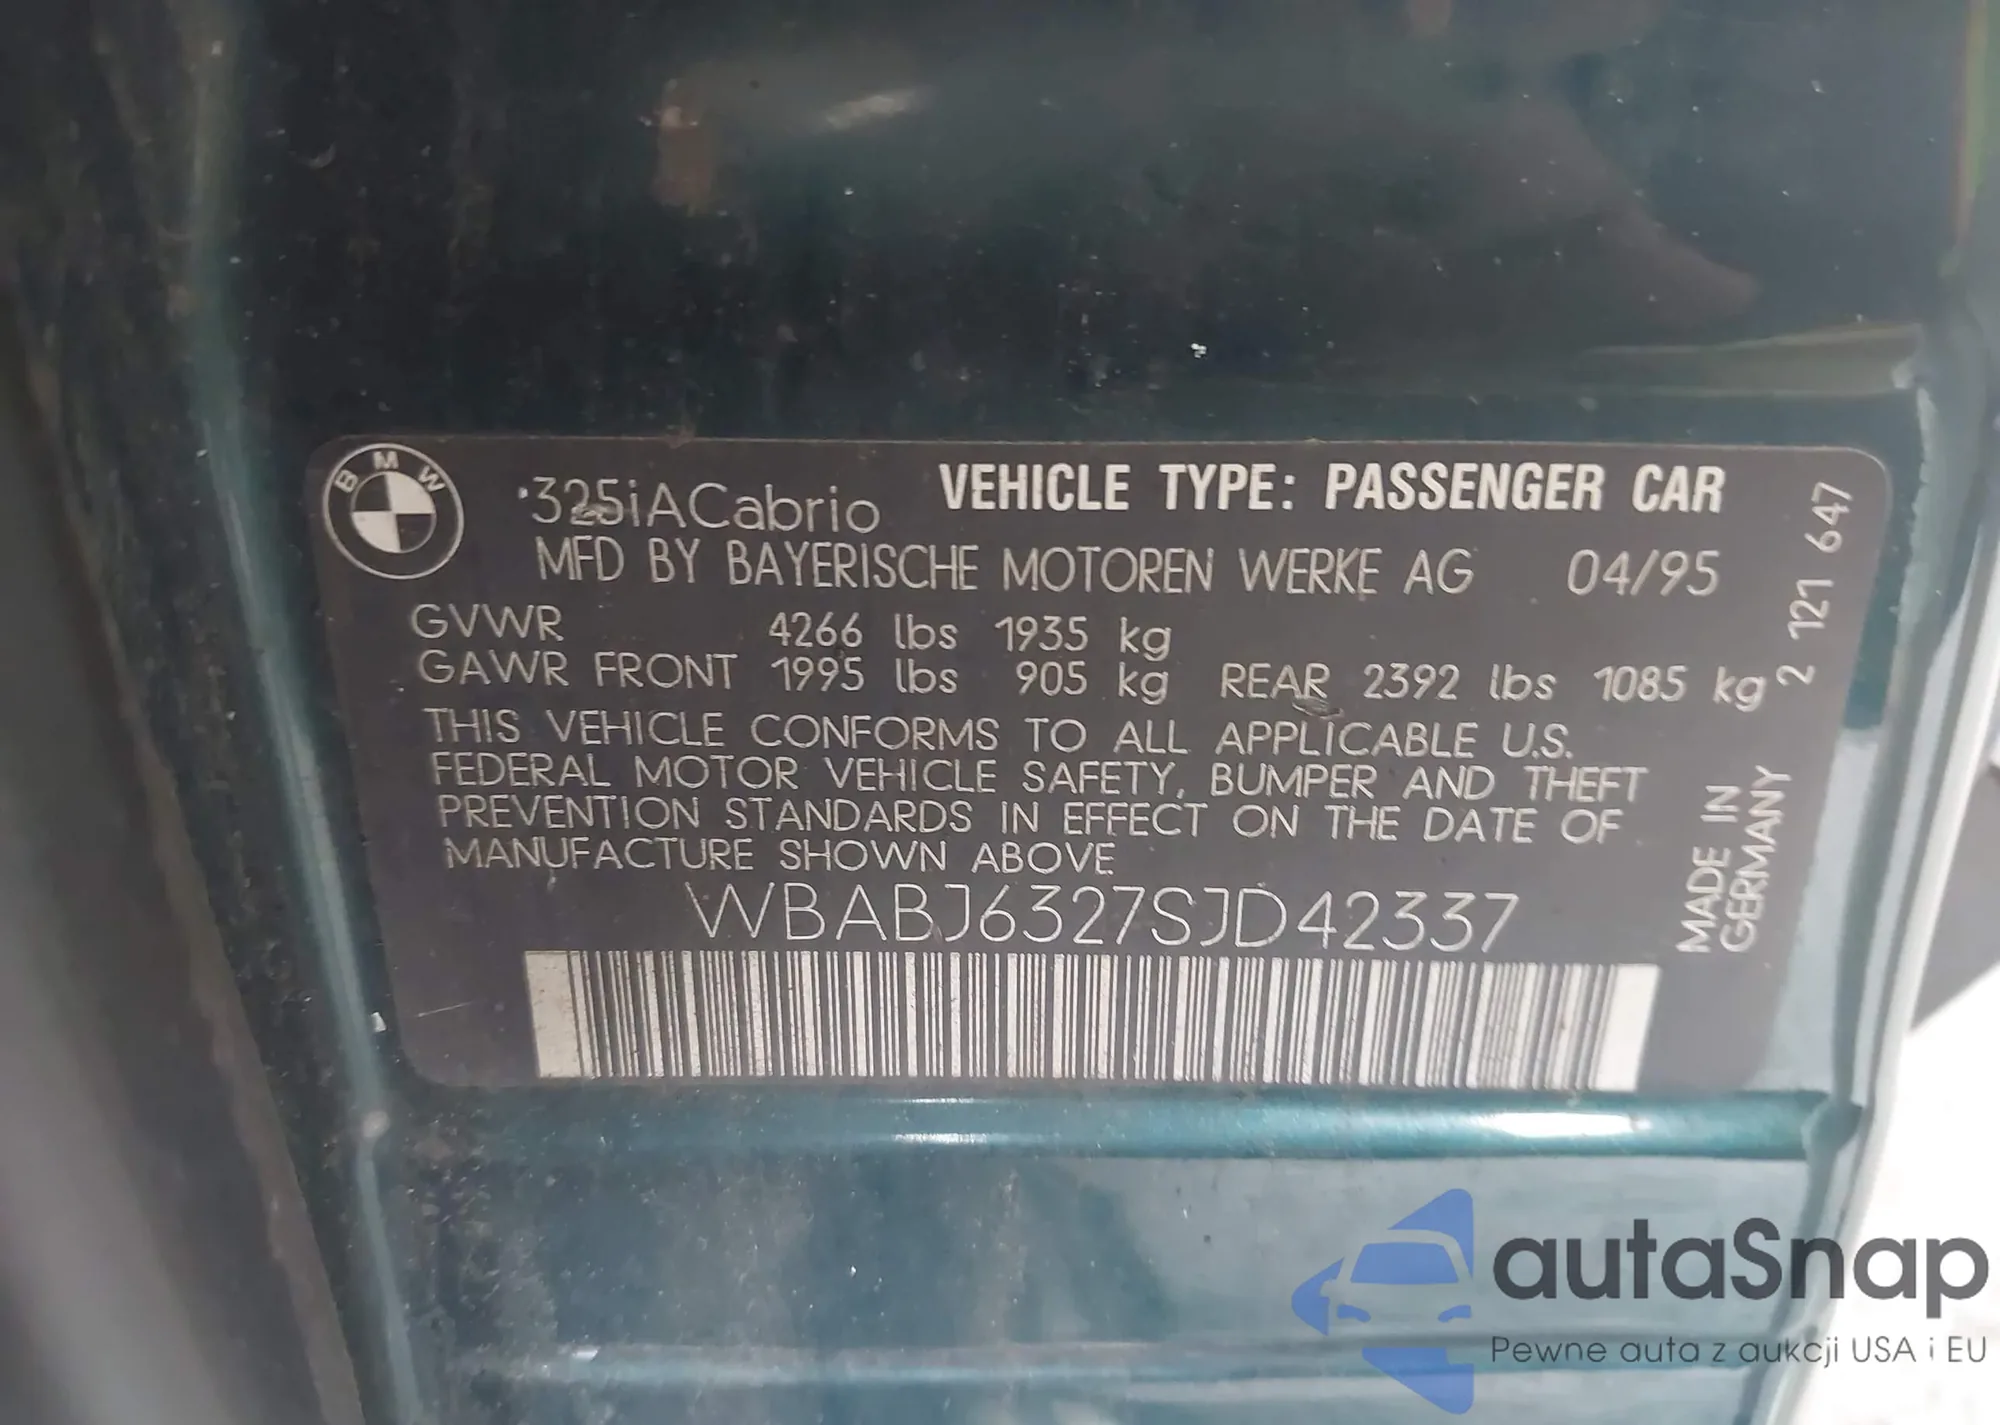 BMW
325iACabrio VEHICLE TYPE: PASSENGER CAR
MFD BY BAYERISCHE MOTOREN WERKE AG 04/95
GVWR 4266 lbs 1935 kg
GAWR FRONT 1995 lbs 905 kg REAR 2392 lbs 1085 kg
THIS VEHICLE CONFORMS TO ALL APPLICABLE U.S.
FEDERAL MOTOR VEHICLE SAFETY, BUMPER AND THEFT
PREVENTION STANDARDS IN EFFECT ON THE DATE OF
MANUFACTURE SHOWN ABOVE
WBABJ6327SJD42337
2 121 647
MADE IN
GERMANY
autaSnap
Pewne auta z aukcji USA i EU